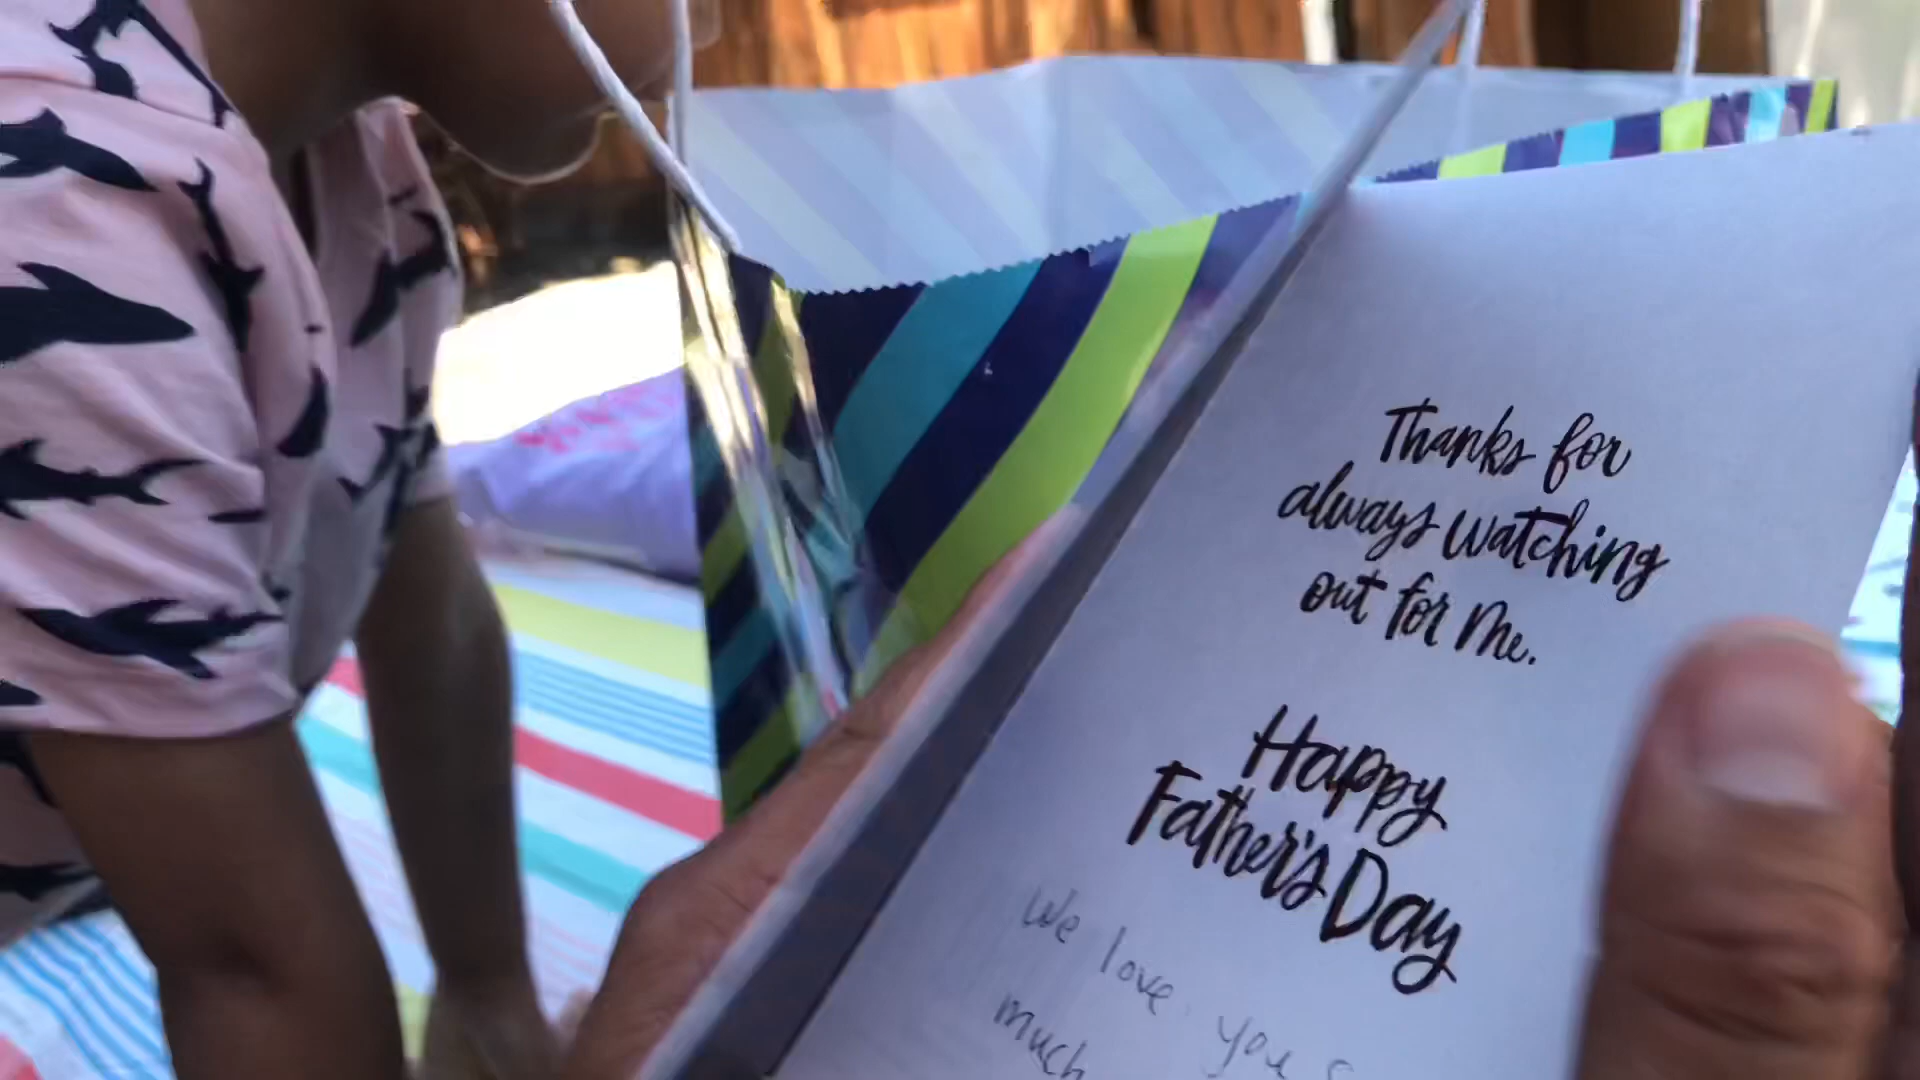 Thanks for
always watching
out for me.
Happy
Father's Day
We love you
much